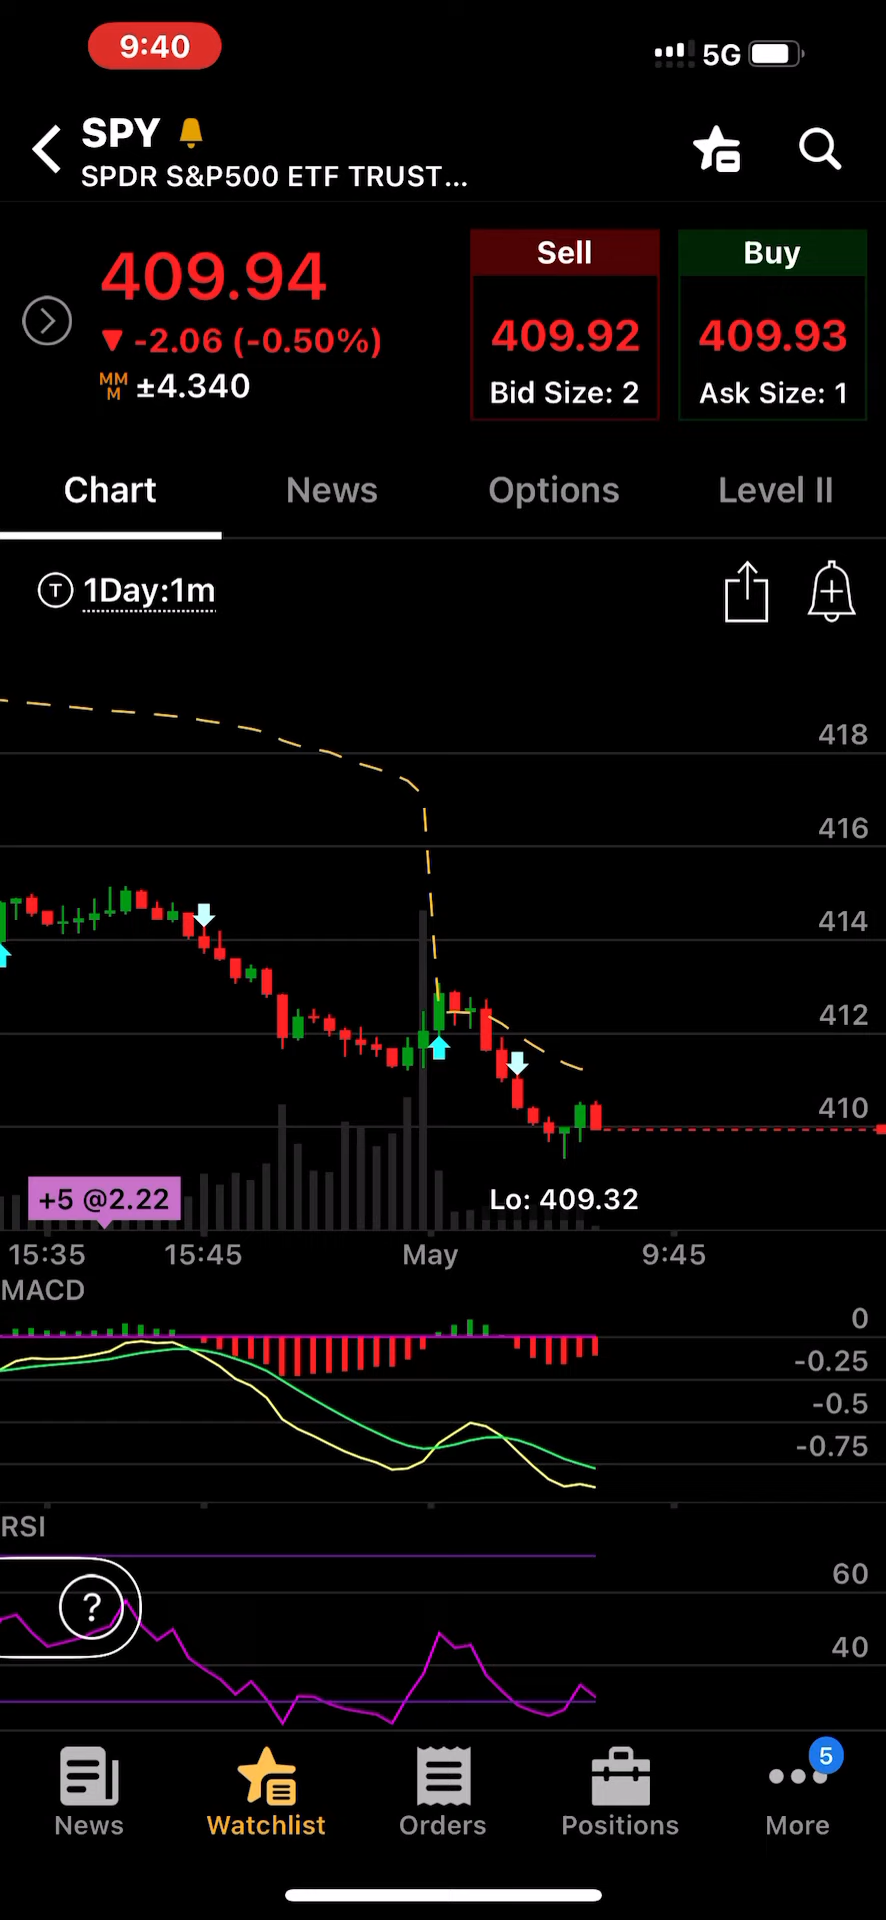 9:40
5G
SPY
SPDR S&P500 ETF TRUST...
409.94
▼ -2.06 (-0.50%)
MM
M
±4.340
Sell
409.92
Bid Size: 2
Buy
409.93
Ask Size: 1
Chart
News
Options
Level II
T
1Day:1m
418
416
414
412
410
+5 @2.22
Lo: 409.32
15:35
15:45
May
9:45
MACD
0
-0.25
-0.5
-0.75
RSI
?
60
40
News
Watchlist
Orders
Positions
5
More